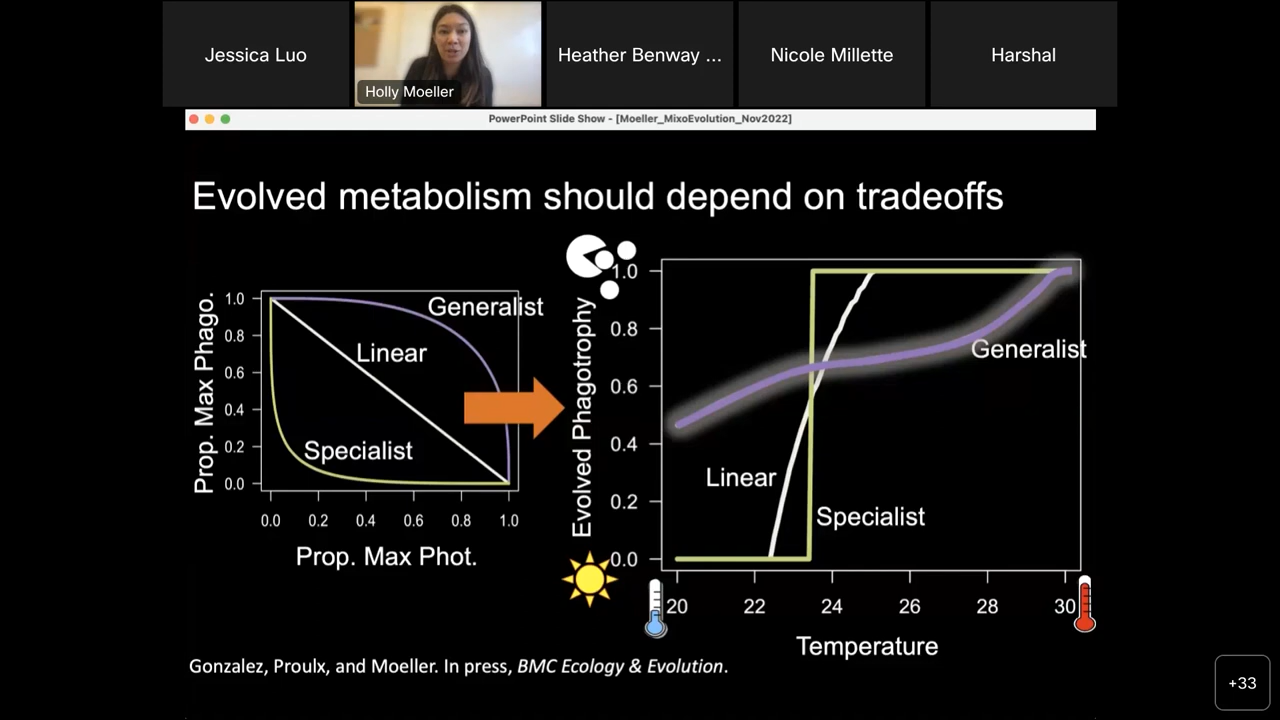 Jessica Luo
Holly Moeller
Heather Benway ...
Nicole Millette
Harshal
PowerPoint Slide Show - [Moeller_MixoEvolution_Nov2022]
Evolved metabolism should depend on tradeoffs
Prop. Max Phago.
1.0
0.8
0.6
0.4
0.2
0.0
Generalist
Linear
Specialist
0.0 0.2 0.4 0.6 0.8 1.0
Prop. Max Phot.
Evolved Phagotrophy
1.0
0.8
0.6
0.4
0.2
0.0
Generalist
Linear
Specialist
20 22 24 26 28 30
Temperature
Gonzalez, Proulx, and Moeller. In press, BMC Ecology & Evolution.
+33